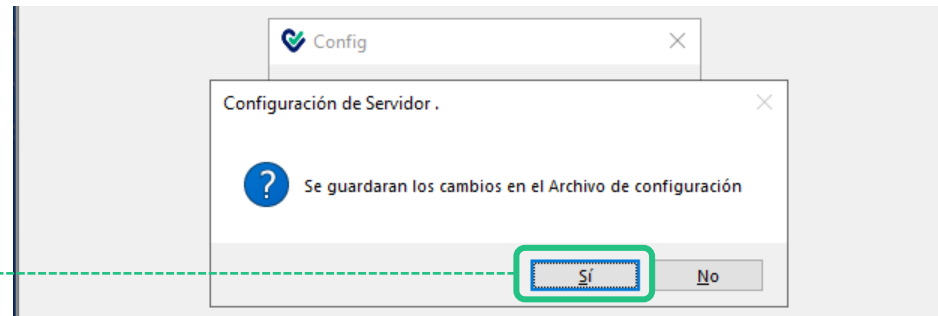 Config
Configuración de Servidor .
Se guardaran los cambios en el Archivo de configuración
Sí
No